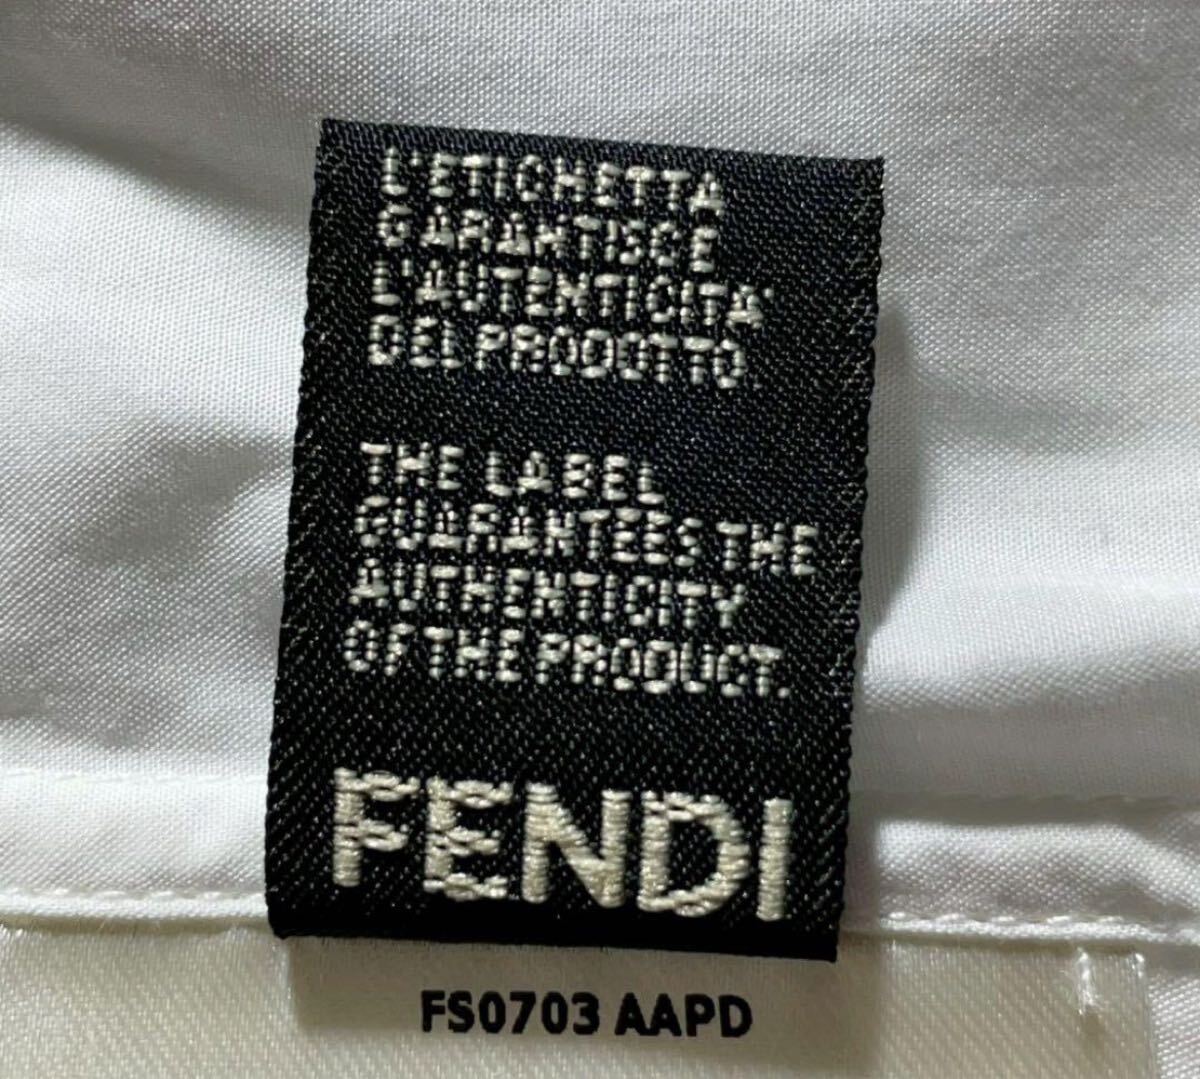 L'ETICHETTA
GARANTISCE
L'AUTENTICITA'
DEL PRODOTTO.
THE LABEL
GUARANTEES THE
AUTHENTICITY
OF THE PRODUCT.
FENDI
FS0703 AAPD